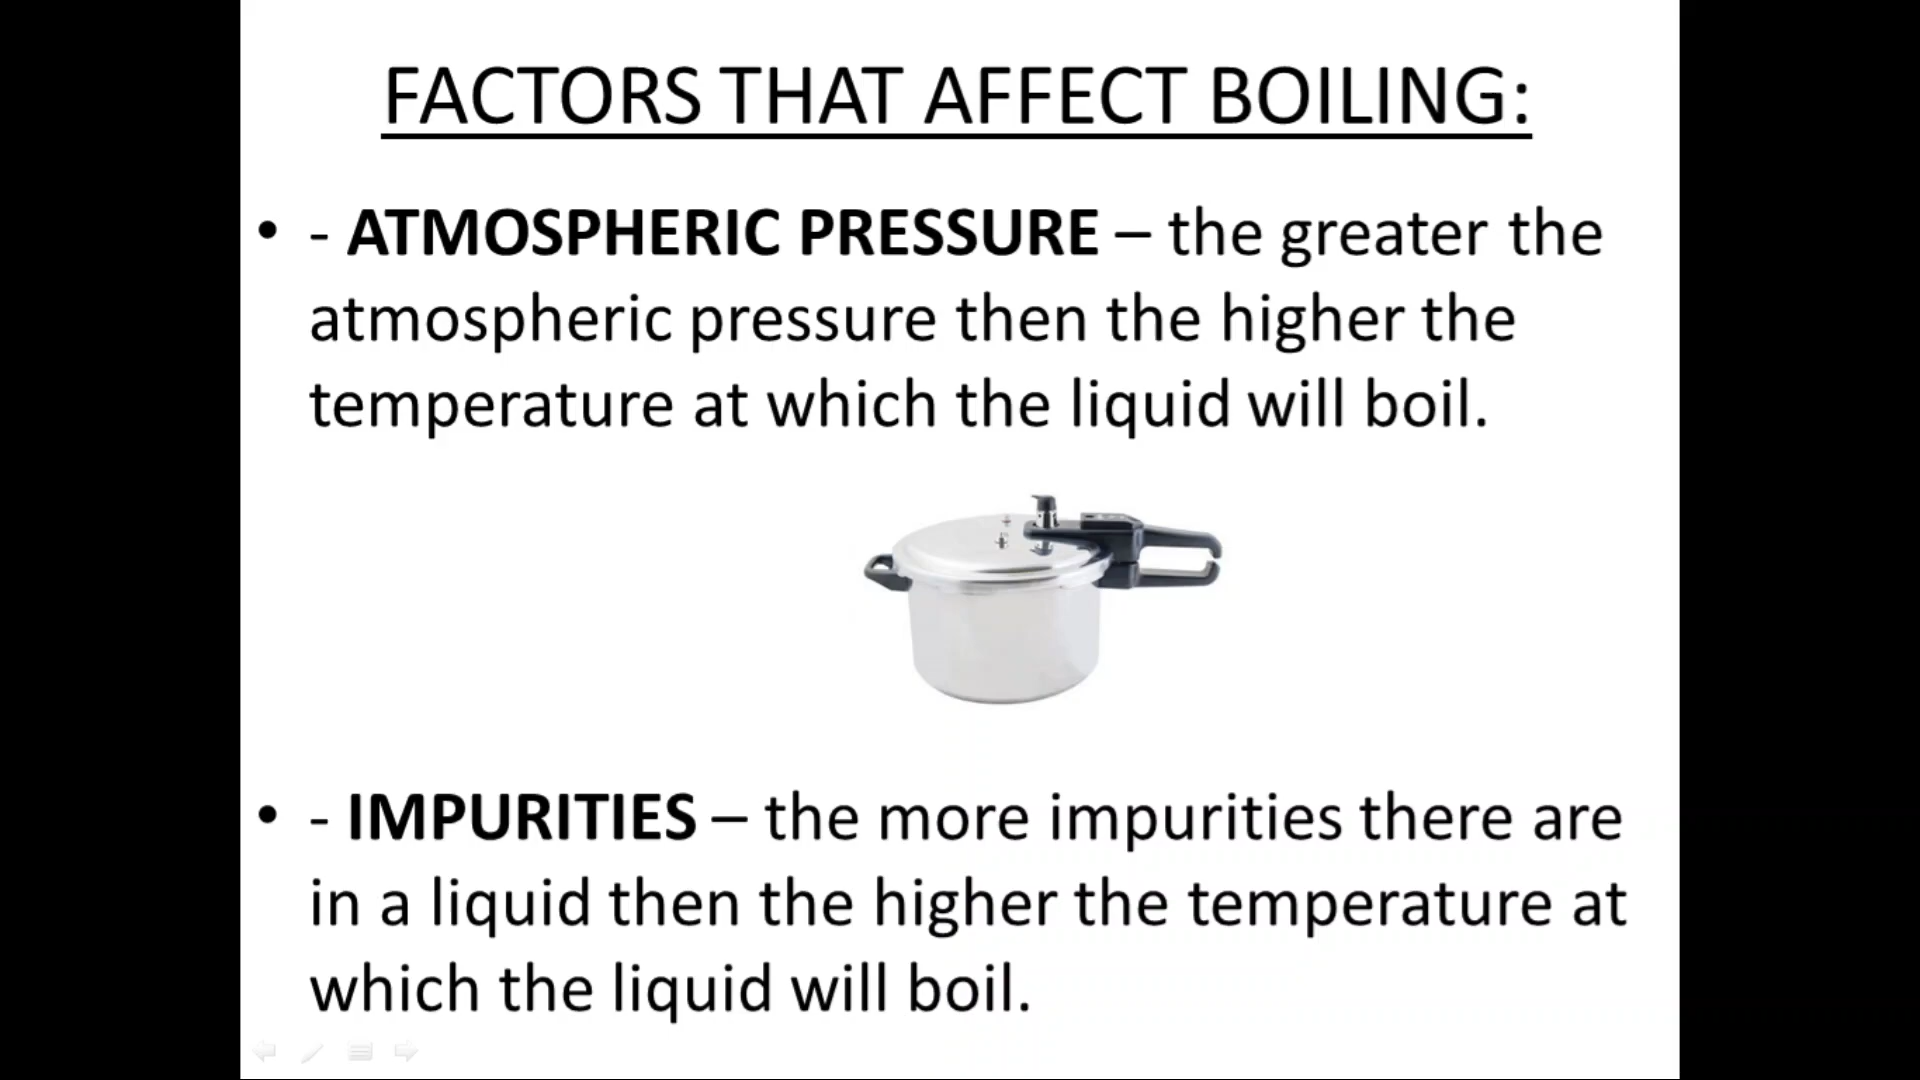 FACTORS THAT AFFECT BOILING:
• - ATMOSPHERIC PRESSURE – the greater the
atmospheric pressure then the higher the
temperature at which the liquid will boil.
• - IMPURITIES – the more impurities there are
in a liquid then the higher the temperature at
which the liquid will boil.